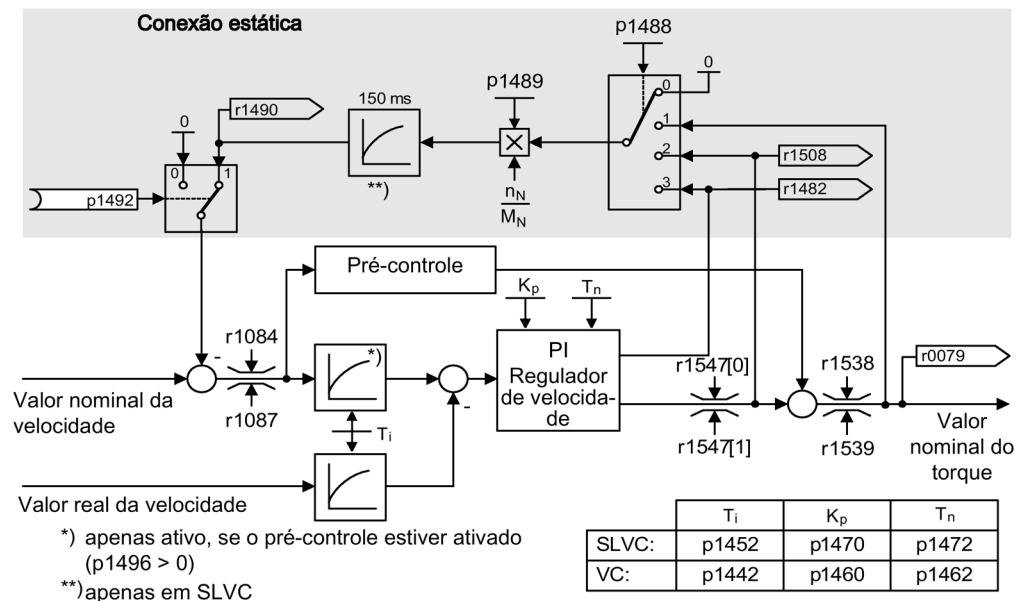 Conexão estática
p1488
0
p1489
0
1
2
3
150 ms
r1490
0
0
1
p1492
**)
n_N
M_N
r1508
r1482
Pré-controle
K_p
T_n
r1084
*)
PI
Regulador
de velocida-
de
r1547[0]
r1538
r0079
Valor nominal da
velocidade
-
-
r1087
T_i
r1547[1]
r1539
Valor
nominal do
torque
Valor real da velocidade
*) apenas ativo, se o pré-controle estiver ativado
(p1496 > 0)
**) apenas em SLVC
T_i K_p T_n
SLVC: p1452 p1470 p1472
VC: p1442 p1460 p1462